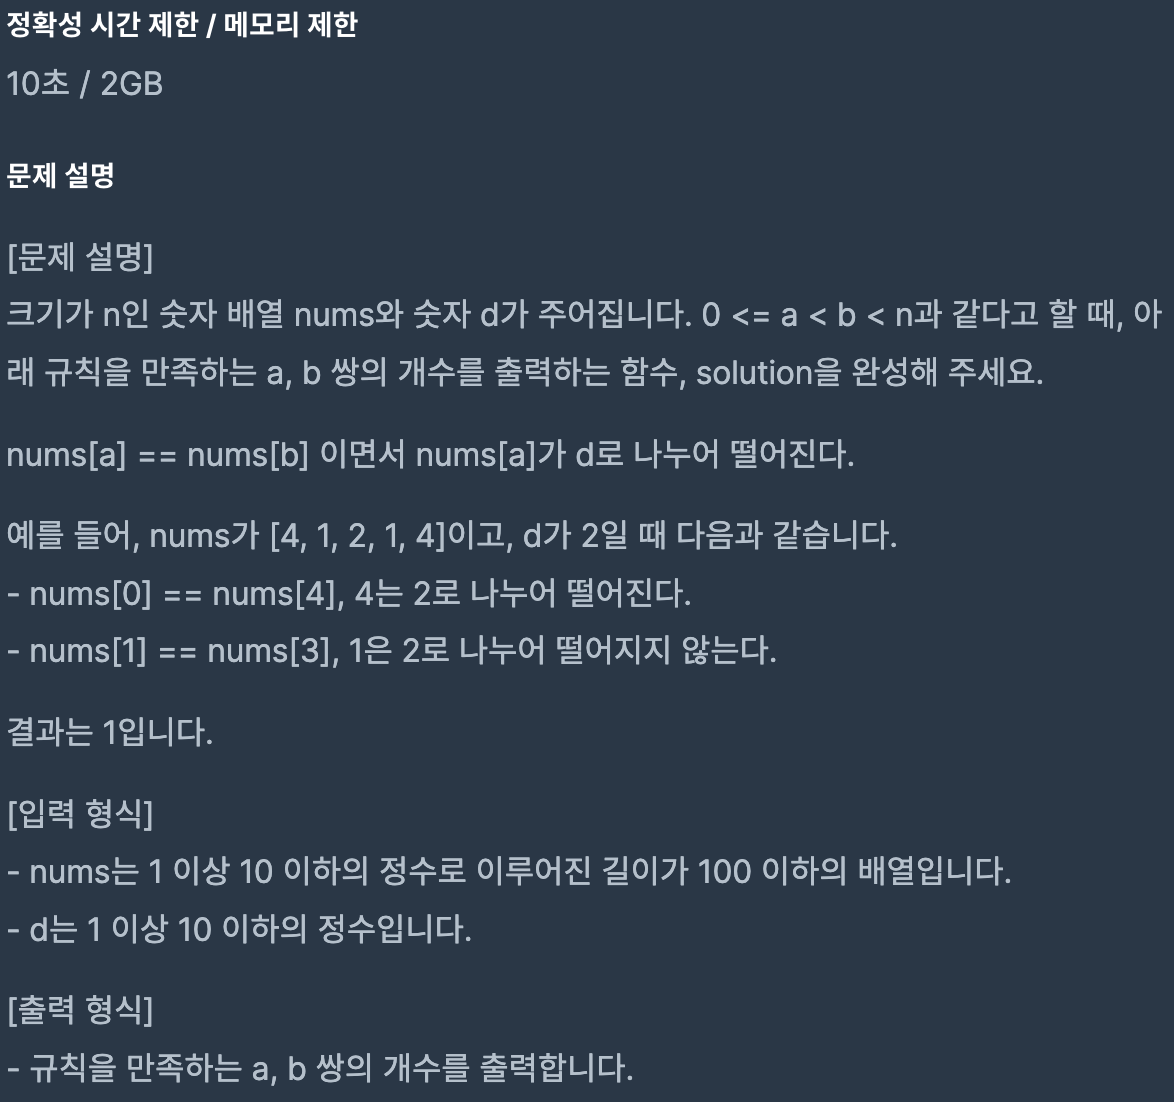 정확성 시간 제한 / 메모리 제한
10초 / 2GB
문제 설명
[문제 설명]
크기가 n인 숫자 배열 nums와 숫자 d가 주어집니다. 0 <= a < b < n과 같다고 할 때, 아
래 규칙을 만족하는 a, b 쌍의 개수를 출력하는 함수, solution을 완성해 주세요.
nums[a] == nums[b] 이면서 nums[a]가 d로 나누어 떨어진다.
예를 들어, nums가 [4, 1, 2, 1, 4]이고, d가 2일 때 다음과 같습니다.
- nums[0] == nums[4], 4는 2로 나누어 떨어진다.
- nums[1] == nums[3], 1은 2로 나누어 떨어지지 않는다.
결과는 1입니다.
[입력 형식]
- nums는 1 이상 10 이하의 정수로 이루어진 길이가 100 이하의 배열입니다.
- d는 1 이상 10 이하의 정수입니다.
[출력 형식]
- 규칙을 만족하는 a, b 쌍의 개수를 출력합니다.